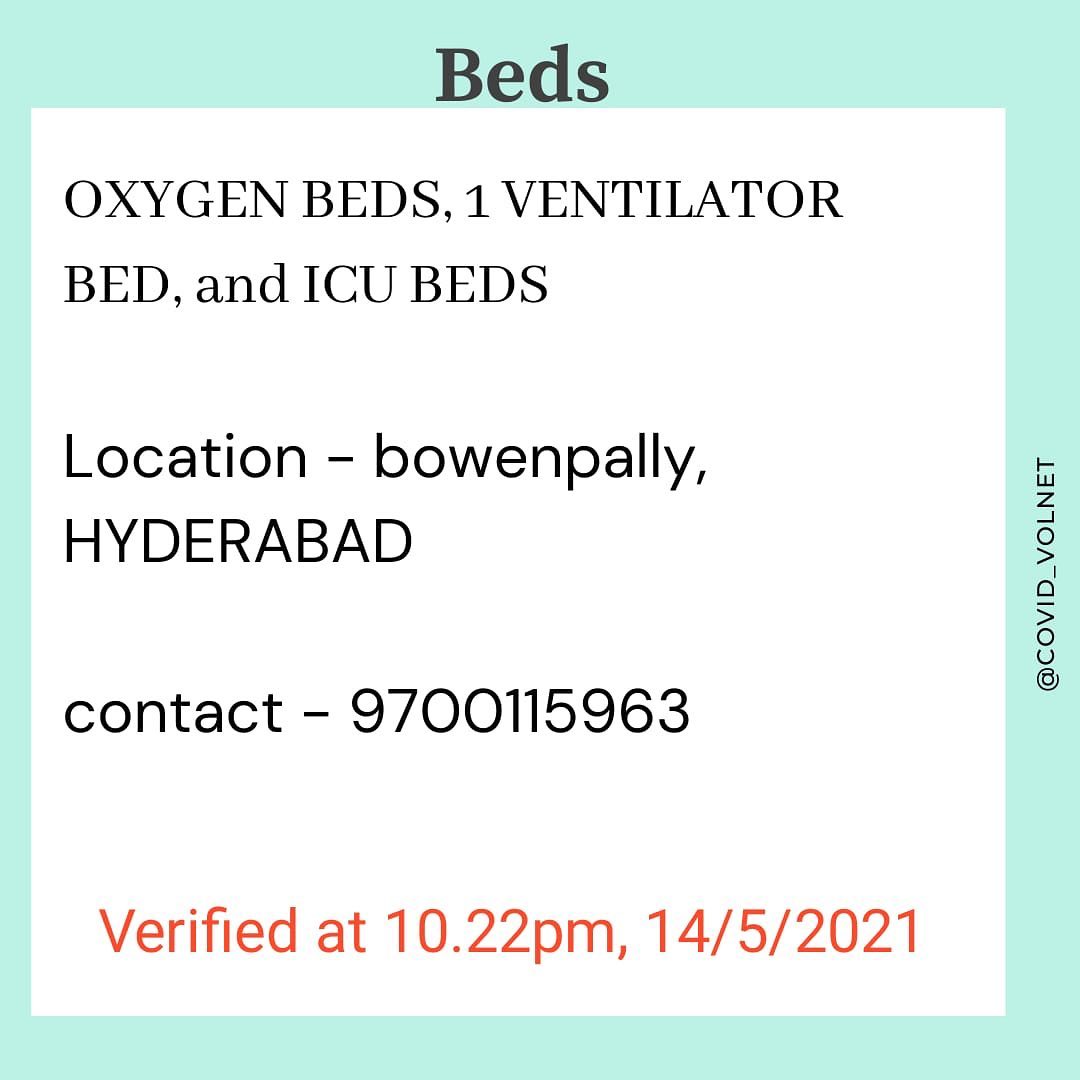 Beds
OXYGEN BEDS, 1 VENTILATOR
BED, and ICU BEDS
Location - bowenpally,
HYDERABAD
contact - 9700115963
Verified at 10.22pm, 14/5/2021
@COVID_VOLNET